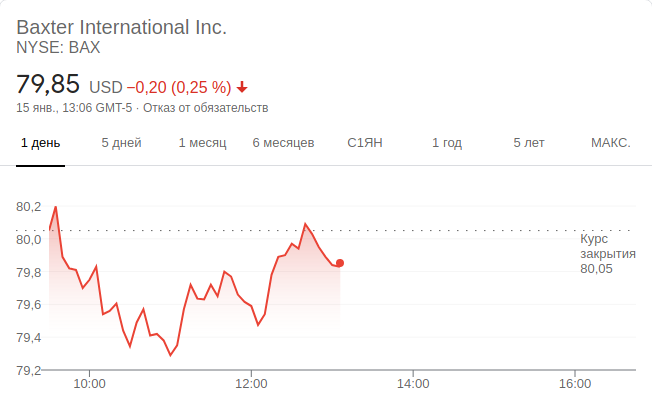 Baxter International Inc.
NYSE: BAX
79,85 USD −0,20 (0,25 %)
15 янв., 13:06 GMT-5 · Отказ от обязательств
1 день 5 дней 1 месяц 6 месяцев С1ЯН 1 год 5 лет МАКС.
80,2
80,0
79,8
79,6
79,4
79,2
Курс
закрытия
80,05
10:00 12:00 14:00 16:00